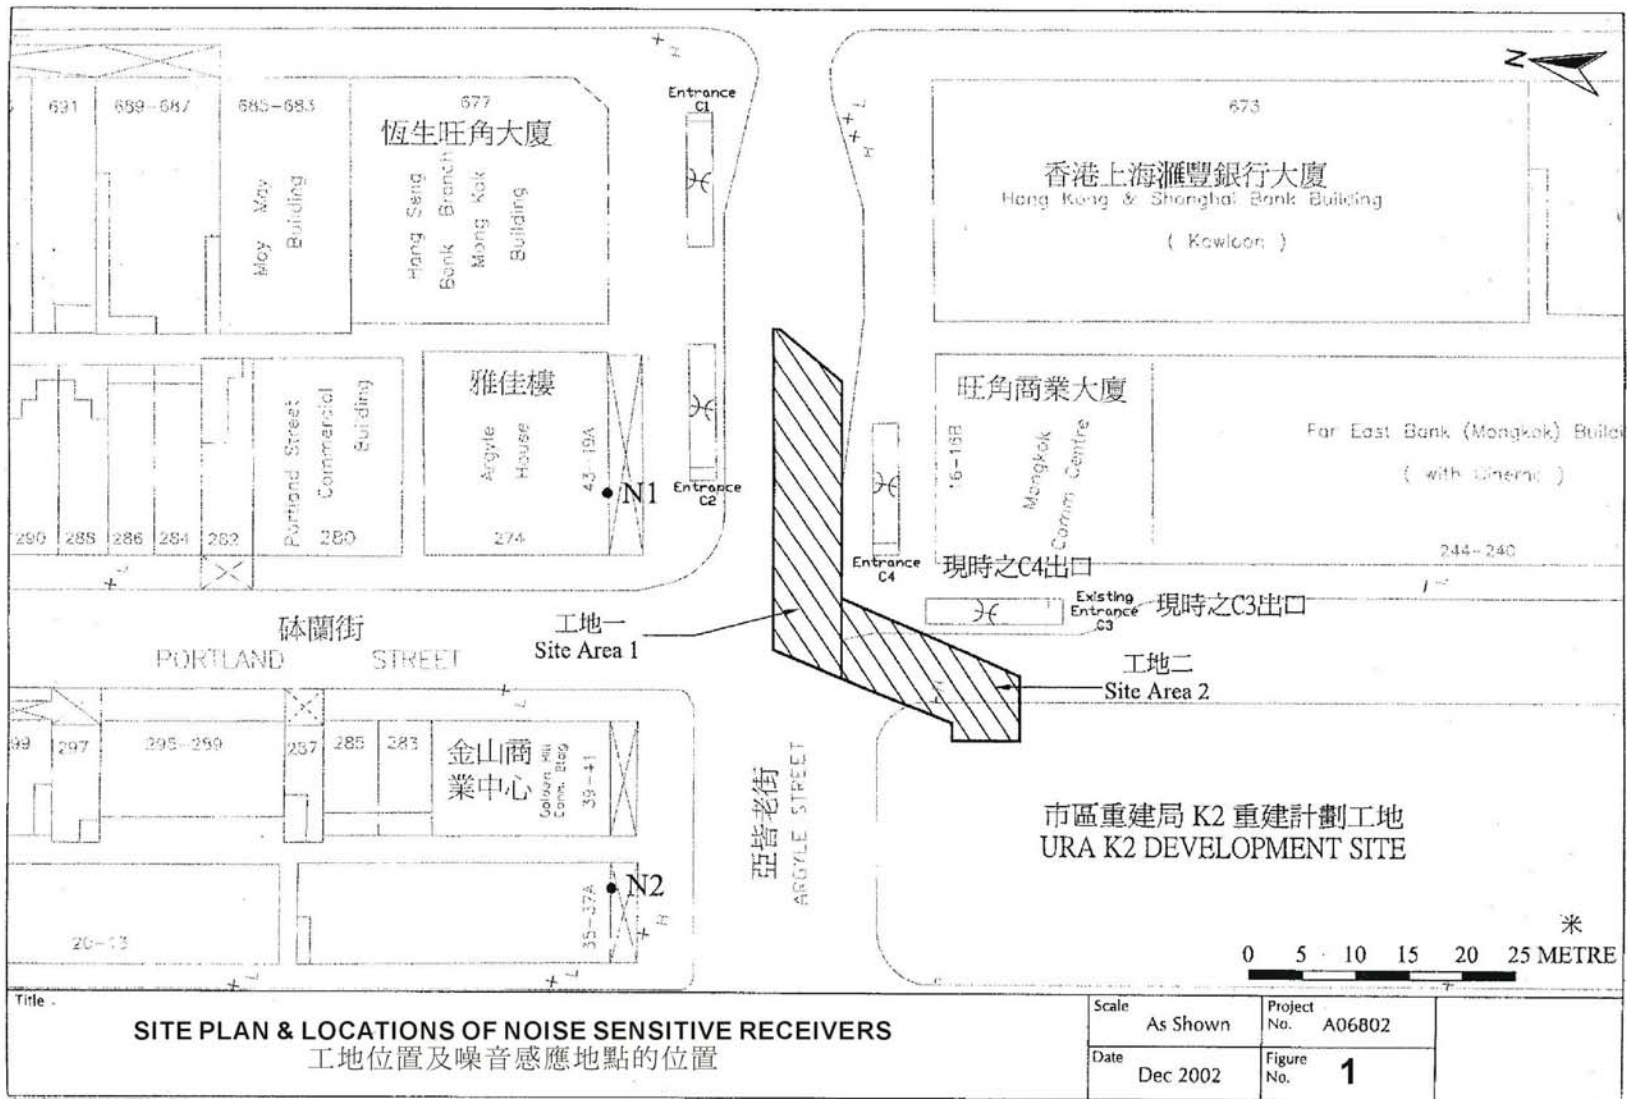 N
691
689-687
685-683
677
恆生旺角大廈
May May
Building
Hang Seng
Bank Branch
Mong Kok
Building
Entrance
C1
673
香港上海滙豐銀行大廈
Hong Kong & Shanghai Bank Building
( Kowloon )
雅佳樓
Argyle
House
43-49A
N1
274
Entrance
C2
Portland Street
Commercial
Building
280
290
288
286
284
282
旺角商業大廈
16-16B
Mongkok
Comm Centre
Far East Bank (Mongkok) Buildi
( with Cinema )
244-240
Entrance
C4
現時之C4出口
Existing
Entrance
C3
現時之C3出口
砵蘭街
PORTLAND STREET
工地一
Site Area 1
工地二
Site Area 2
99
297
295-289
287
285
283
金山商
業中心
Golden Hill
Comm. Bldg
39-41
亞皆老街
ARGYLE STREET
市區重建局 K2 重建計劃工地
URA K2 DEVELOPMENT SITE
35-37A
N2
米
0 5 10 15 20 25 METRE
Title
SITE PLAN & LOCATIONS OF NOISE SENSITIVE RECEIVERS
工地位置及噪音感應地點的位置
Scale
As Shown
Project
No. A06802
Date
Dec 2002
Figure
No. 1